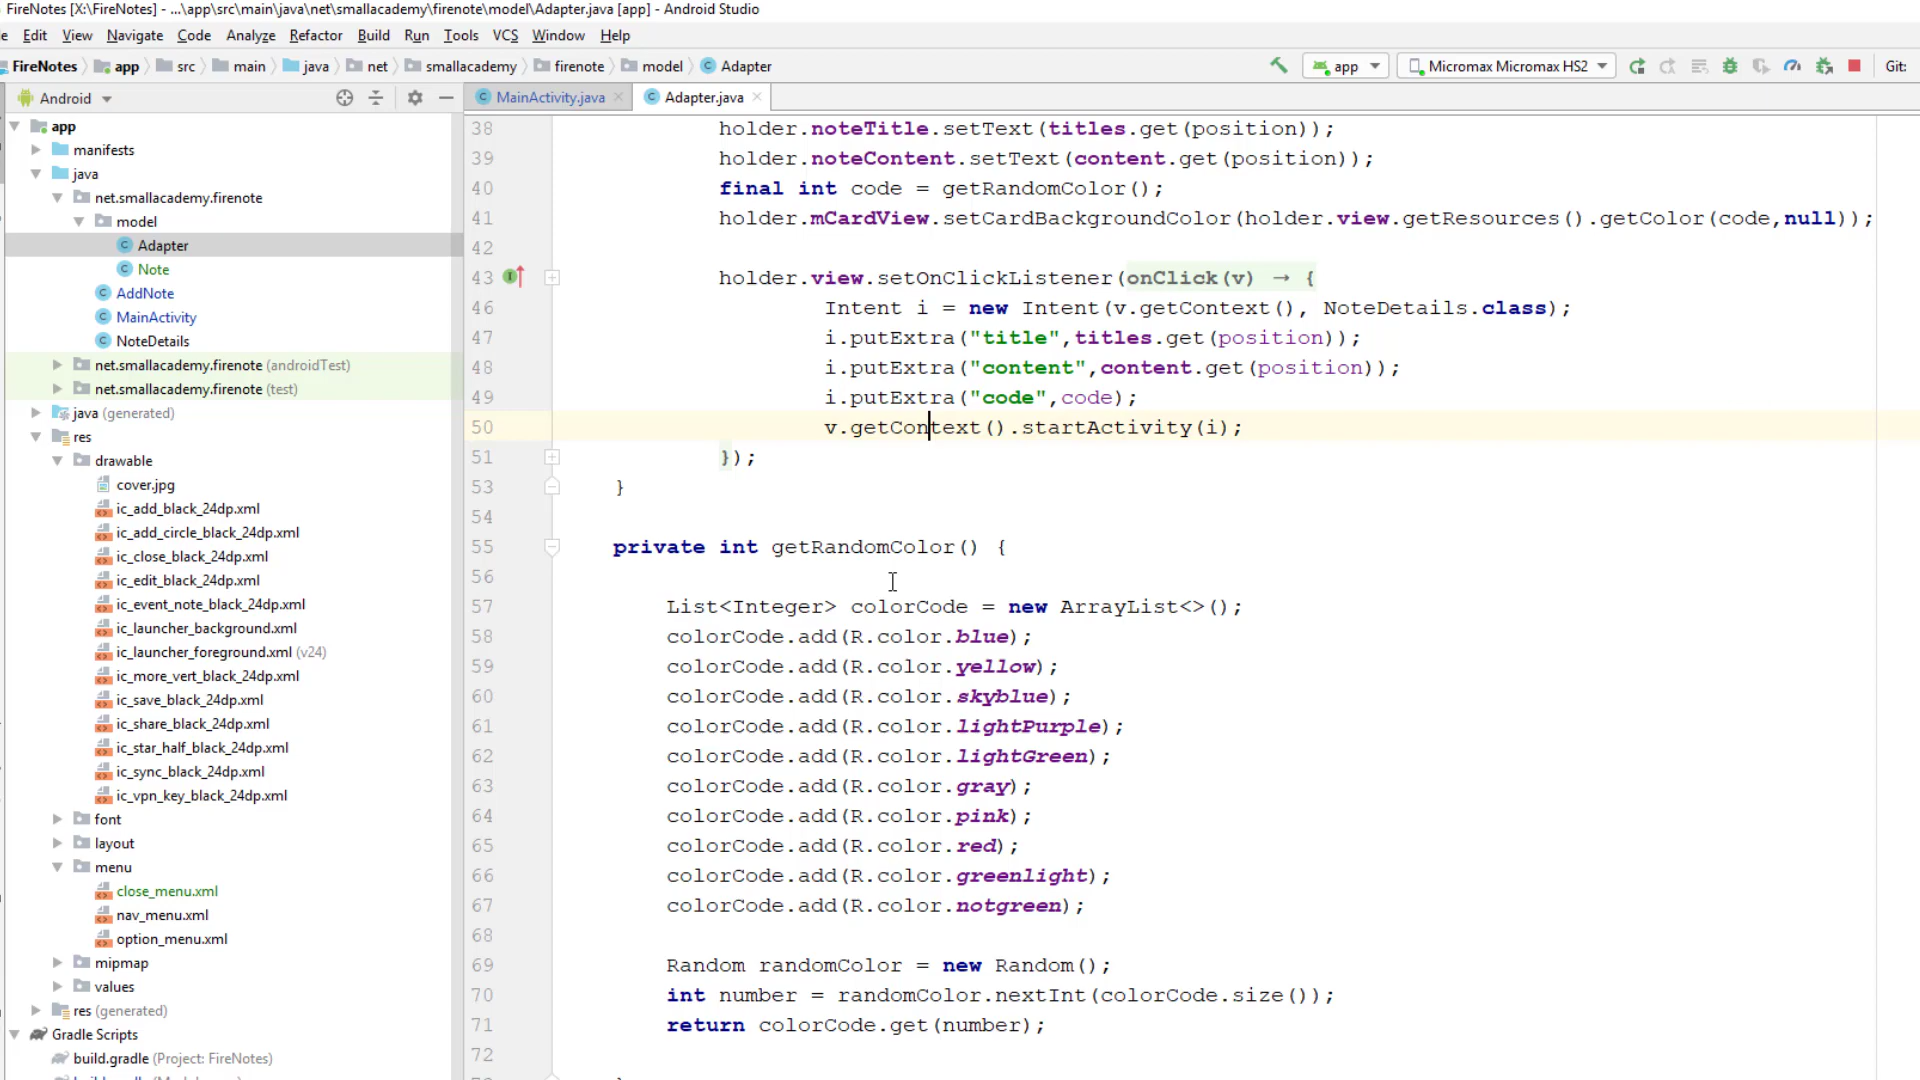 FireNotes [X:\FireNotes] - ...\app\src\main\java\net\smallacademy\firenote\model\Adapter.java [app] - Android Studio
Edit View Navigate Code Analyze Refactor Build Run Tools VCS Window Help
FireNotes app src main java net smallacademy firenote model Adapter app Micromax Micromax HS2 Git:
Android
MainActivity.java Adapter.java
app
manifests
java
net.smallacademy.firenote
model
Adapter
Note
AddNote
MainActivity
NoteDetails
net.smallacademy.firenote (androidTest)
net.smallacademy.firenote (test)
java (generated)
res
drawable
cover.jpg
ic_add_black_24dp.xml
ic_add_circle_black_24dp.xml
ic_close_black_24dp.xml
ic_edit_black_24dp.xml
ic_event_note_black_24dp.xml
ic_launcher_background.xml
ic_launcher_foreground.xml (v24)
ic_more_vert_black_24dp.xml
ic_save_black_24dp.xml
ic_share_black_24dp.xml
ic_star_half_black_24dp.xml
ic_sync_black_24dp.xml
ic_vpn_key_black_24dp.xml
font
layout
menu
close_menu.xml
nav_menu.xml
option_menu.xml
mipmap
values
res (generated)
Gradle Scripts
build.gradle (Project: FireNotes)
38 holder.noteTitle.setText(titles.get(position));
39 holder.noteContent.setText(content.get(position));
40 final int code = getRandomColor();
41 holder.mCardView.setCardBackgroundColor(holder.view.getResources().getColor(code,null));
42
43 holder.view.setOnClickListener(onClick(v) → {
46 Intent i = new Intent(v.getContext(), NoteDetails.class);
47 i.putExtra("title",titles.get(position));
48 i.putExtra("content",content.get(position));
49 i.putExtra("code",code);
50 v.getContext().startActivity(i);
51 });
53 }
54
55 private int getRandomColor() {
56
57 List<Integer> colorCode = new ArrayList<>();
58 colorCode.add(R.color.blue);
59 colorCode.add(R.color.yellow);
60 colorCode.add(R.color.skyblue);
61 colorCode.add(R.color.lightPurple);
62 colorCode.add(R.color.lightGreen);
63 colorCode.add(R.color.gray);
64 colorCode.add(R.color.pink);
65 colorCode.add(R.color.red);
66 colorCode.add(R.color.greenlight);
67 colorCode.add(R.color.notgreen);
68
69 Random randomColor = new Random();
70 int number = randomColor.nextInt(colorCode.size());
71 return colorCode.get(number);
72